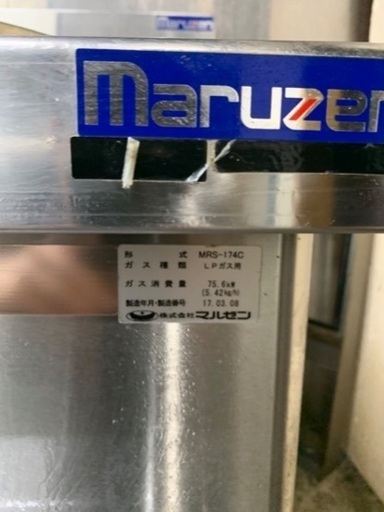 maruzen
形 式 MRS-174C
ガス種類 LPガス用
ガス消費量 75.6kW
(5.42kg/h)
製造年月・製造番号 17.03.08
株式会社マルゼン